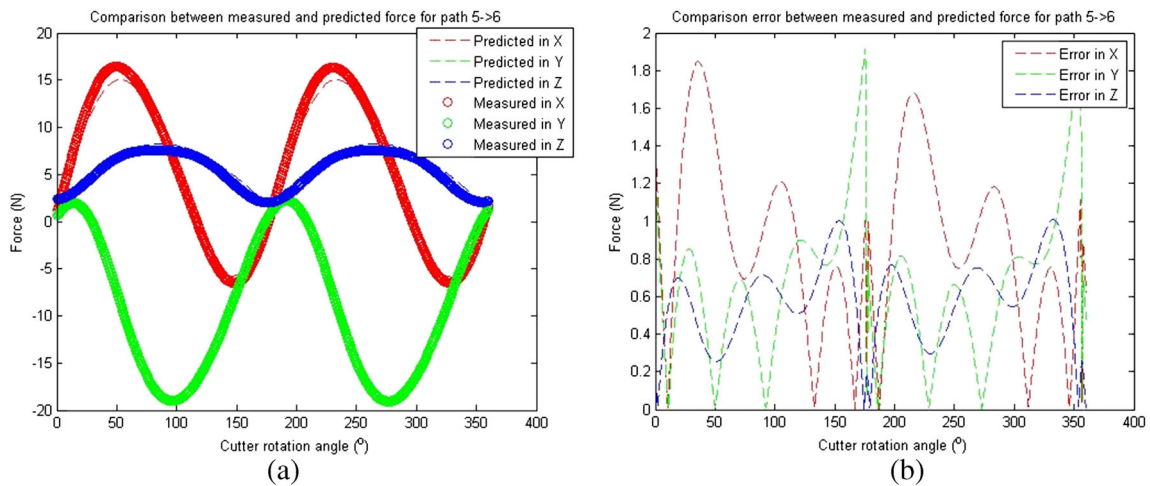 Comparison between measured and predicted force for path 5->6
20
15
10
5
0
-5
-10
-15
-20
Force (N)
0 50 100 150 200 250 300 350 400
Cutter rotation angle (o)
Predicted in X
Predicted in Y
Predicted in Z
Measured in X
Measured in Y
Measured in Z
(a)
Comparison error between measured and predicted force for path 5->6
2
1.8
1.6
1.4
1.2
1
0.8
0.6
0.4
0.2
0
Force (N)
0 50 100 150 200 250 300 350 400
Cutter rotation angle (o)
Error in X
Error in Y
Error in Z
(b)